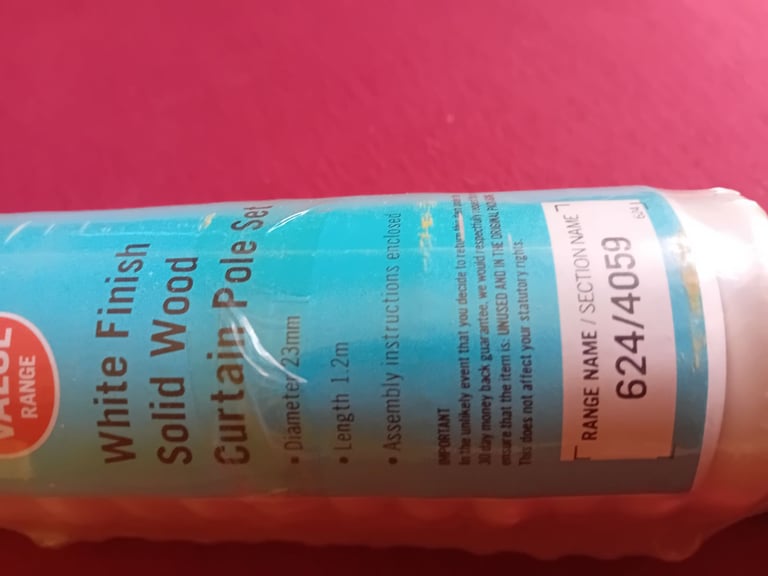 VALUE
RANGE
White Finish
Solid Wood
Curtain Pole Set
• Diameter 23mm
• Length 1.2m
• Assembly instructions enclosed
IMPORTANT
In the unlikely event that you decide to return
30 day money back guarantee, we would respectfully
ensure that the item is: UNUSED AND IN THE ORIGINAL
This does not affect your statutory rights.
RANGE NAME / SECTION NAME
624/4059